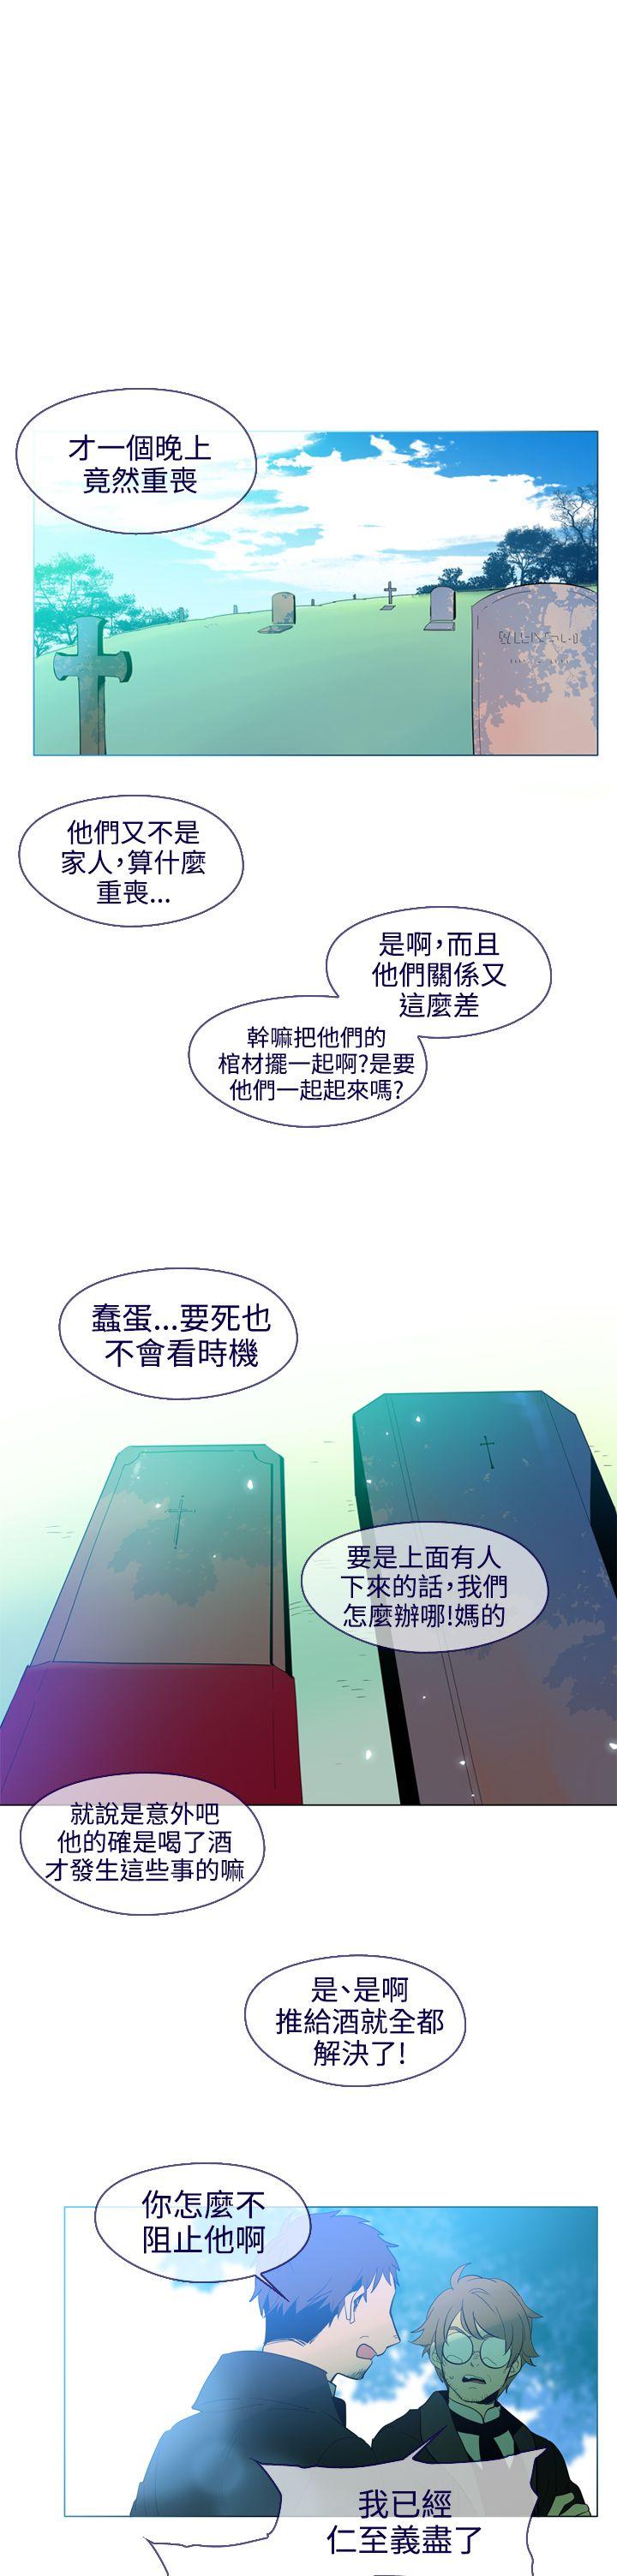 才一個晚上
竟然重喪
他們又不是
家人,算什麼
重喪...
是啊,而且
他們關係又
這麼差
幹嘛把他們的
棺材擺一起啊?是要
他們一起起來嗎?
蠢蛋...要死也
不會看時機
要是上面有人
下來的話,我們
怎麼辦哪!媽的
就說是意外吧
他的確是喝了酒
才發生這些事的嘛
是、是啊
推給酒就全都
解決了!
你怎麼不
阻止他啊
我已經
仁至義盡了